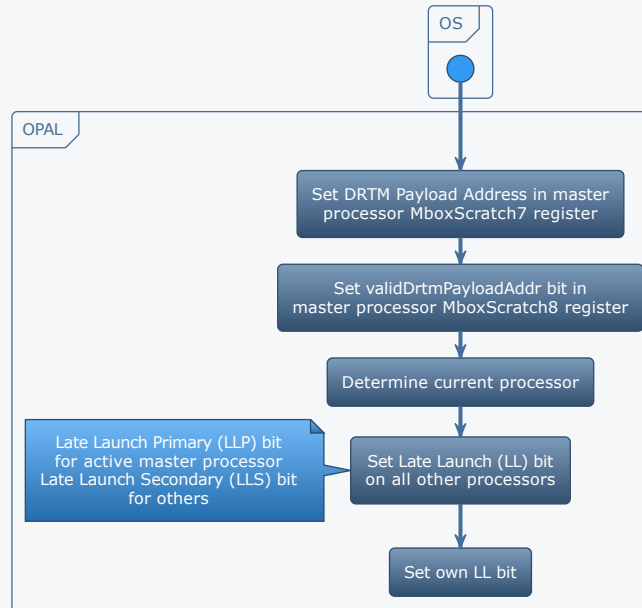 OS
OPAL
Set DRTM Payload Address in master
processor MboxScratch7 register
Set validDrtmPayloadAddr bit in
master processor MboxScratch8 register
Determine current processor
Late Launch Primary (LLP) bit
for active master processor
Late Launch Secondary (LLS) bit
for others
Set Late Launch (LL) bit
on all other processors
Set own LL bit